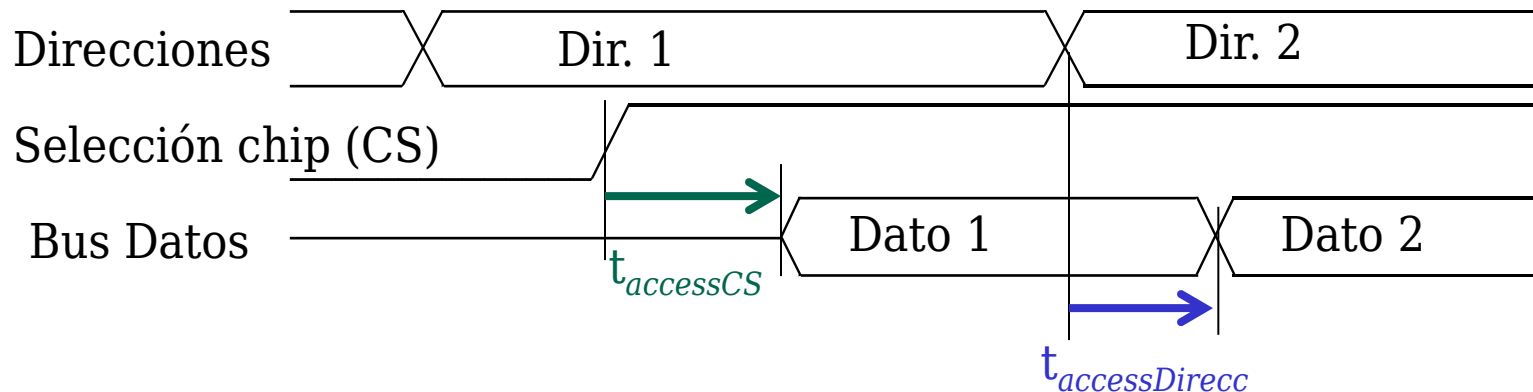 Direcciones
Dir. 1
Dir. 2
Selección chip (CS)
Bus Datos
Dato 1
Dato 2
taccessCS
taccessDirecc